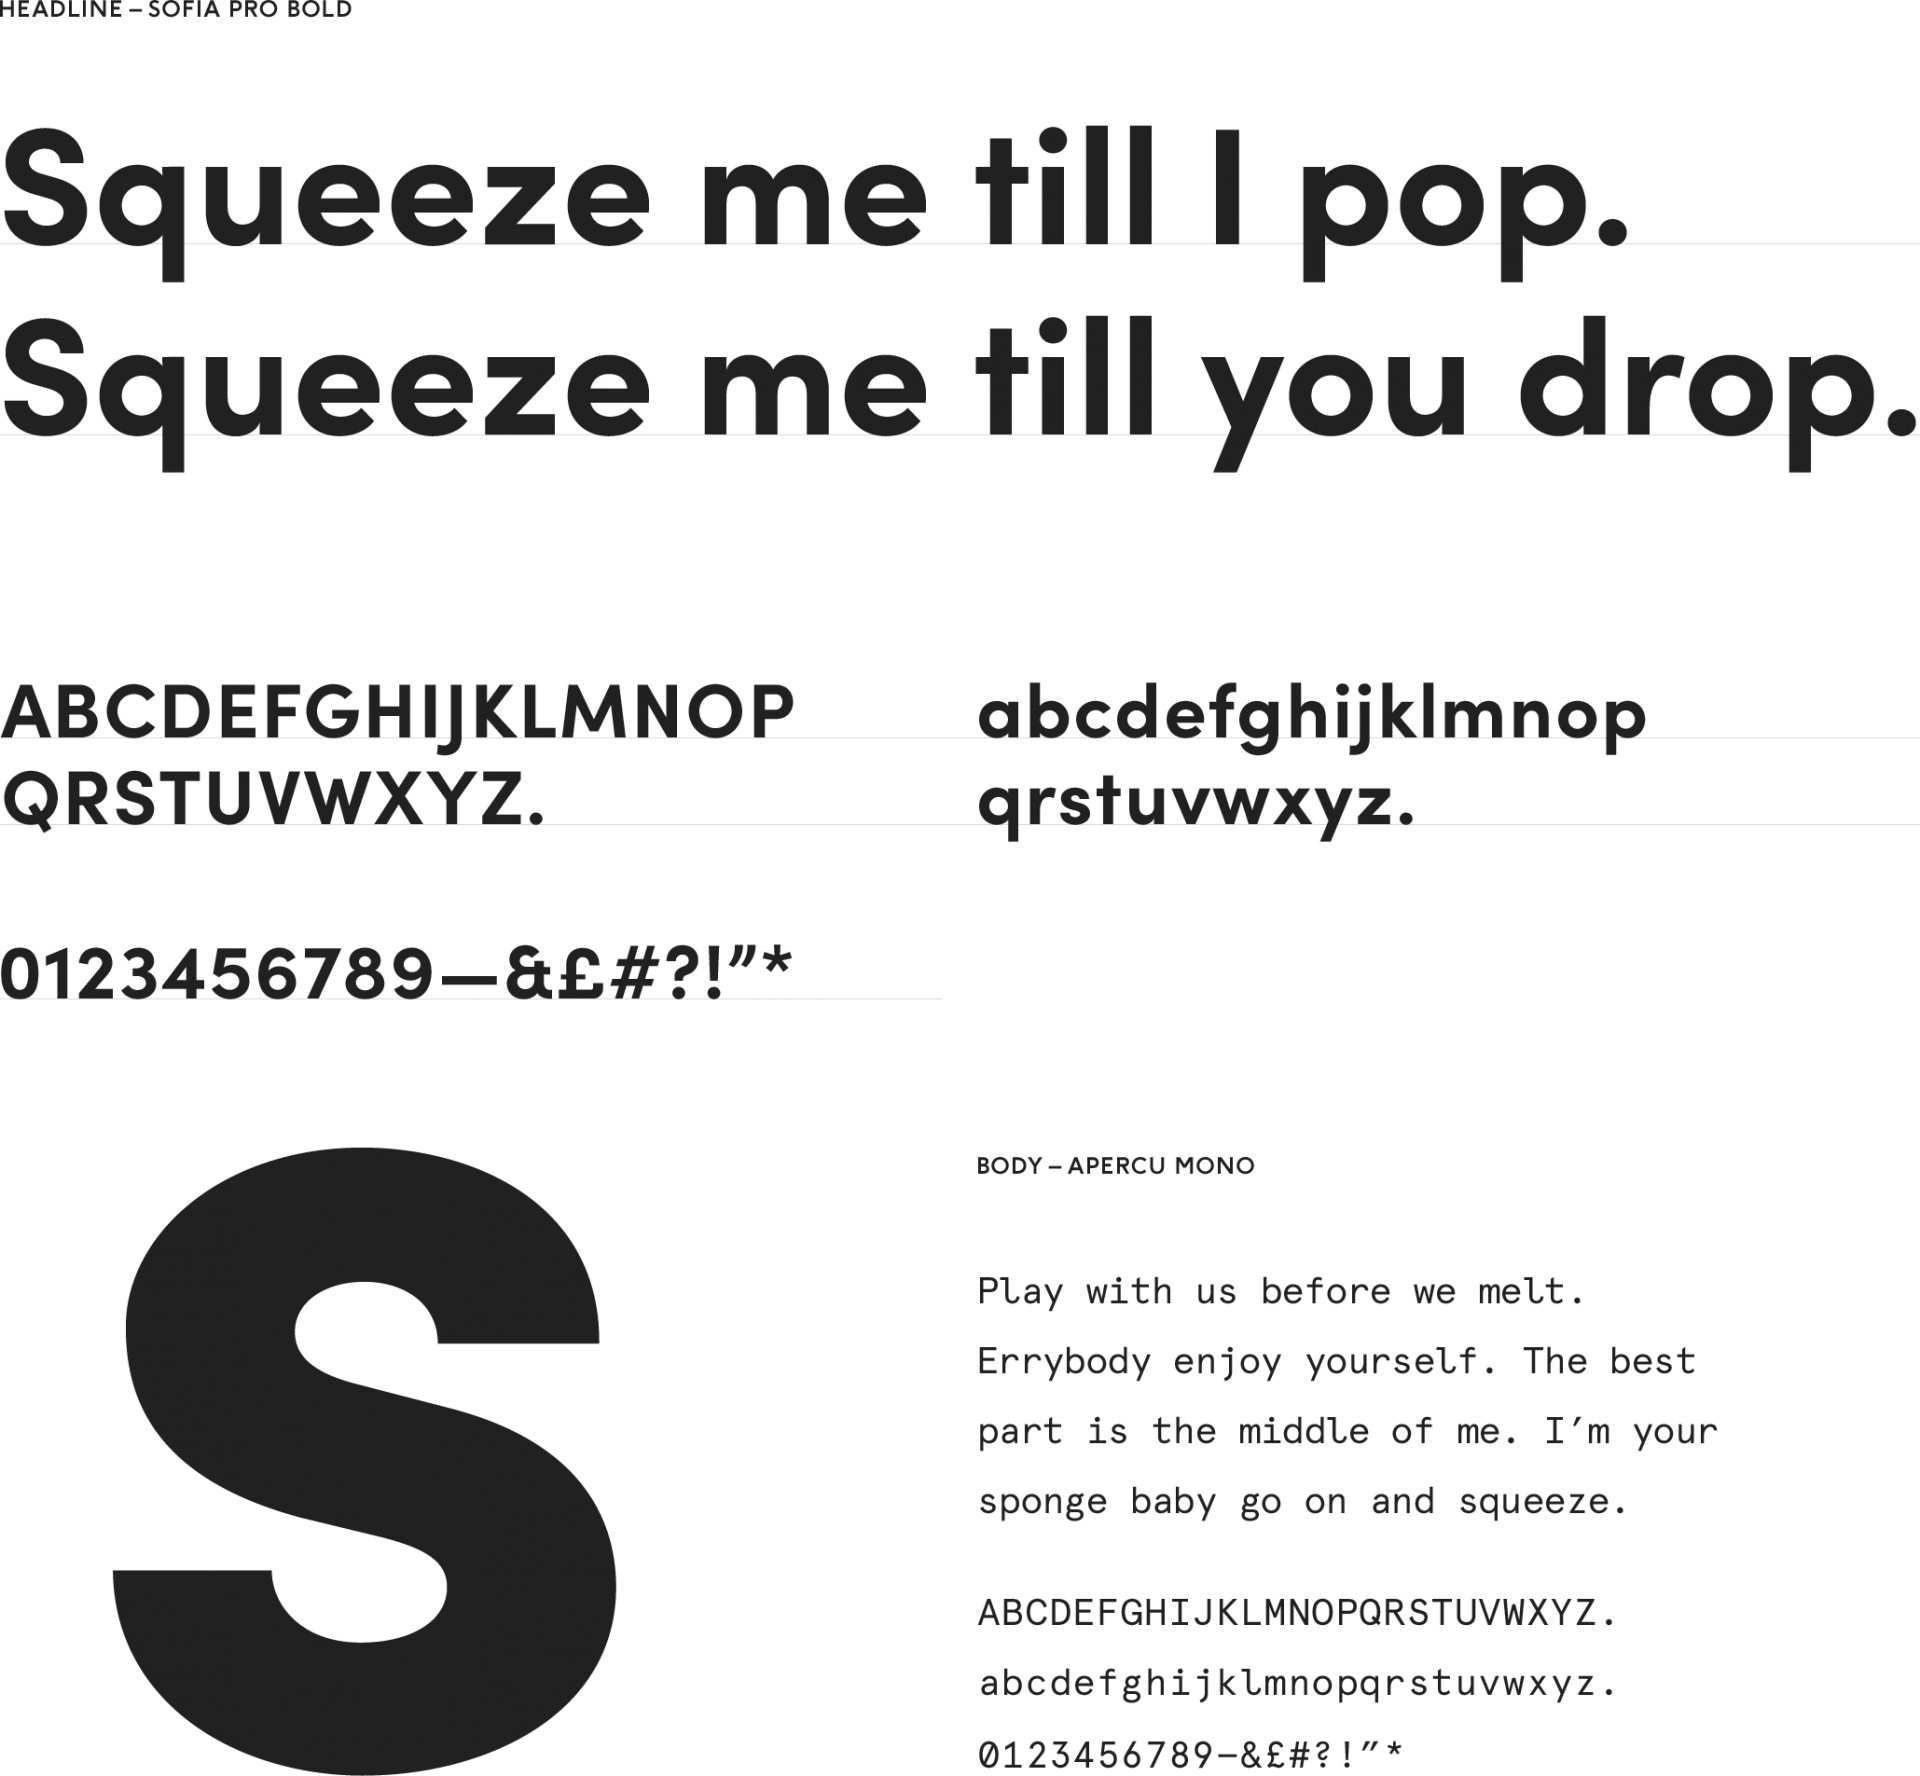 HEADLINE – SOFIA PRO BOLD
Squeeze me till I pop.
Squeeze me till you drop.
ABCDEFGHIJKLMNOP
QRSTUVWXYZ.
abcdefghijklmnop
qrstuvwxyz.
0123456789—&£#?!”*
S
BODY – APERCU MONO
Play with us before we melt.
Errybody enjoy yourself. The best
part is the middle of me. I’m your
sponge baby go on and squeeze.
ABCDEFGHIJKLMNOPQRSTUVWXYZ.
abcdefghijklmnopqrstuvwxyz.
0123456789–&£#?!”*